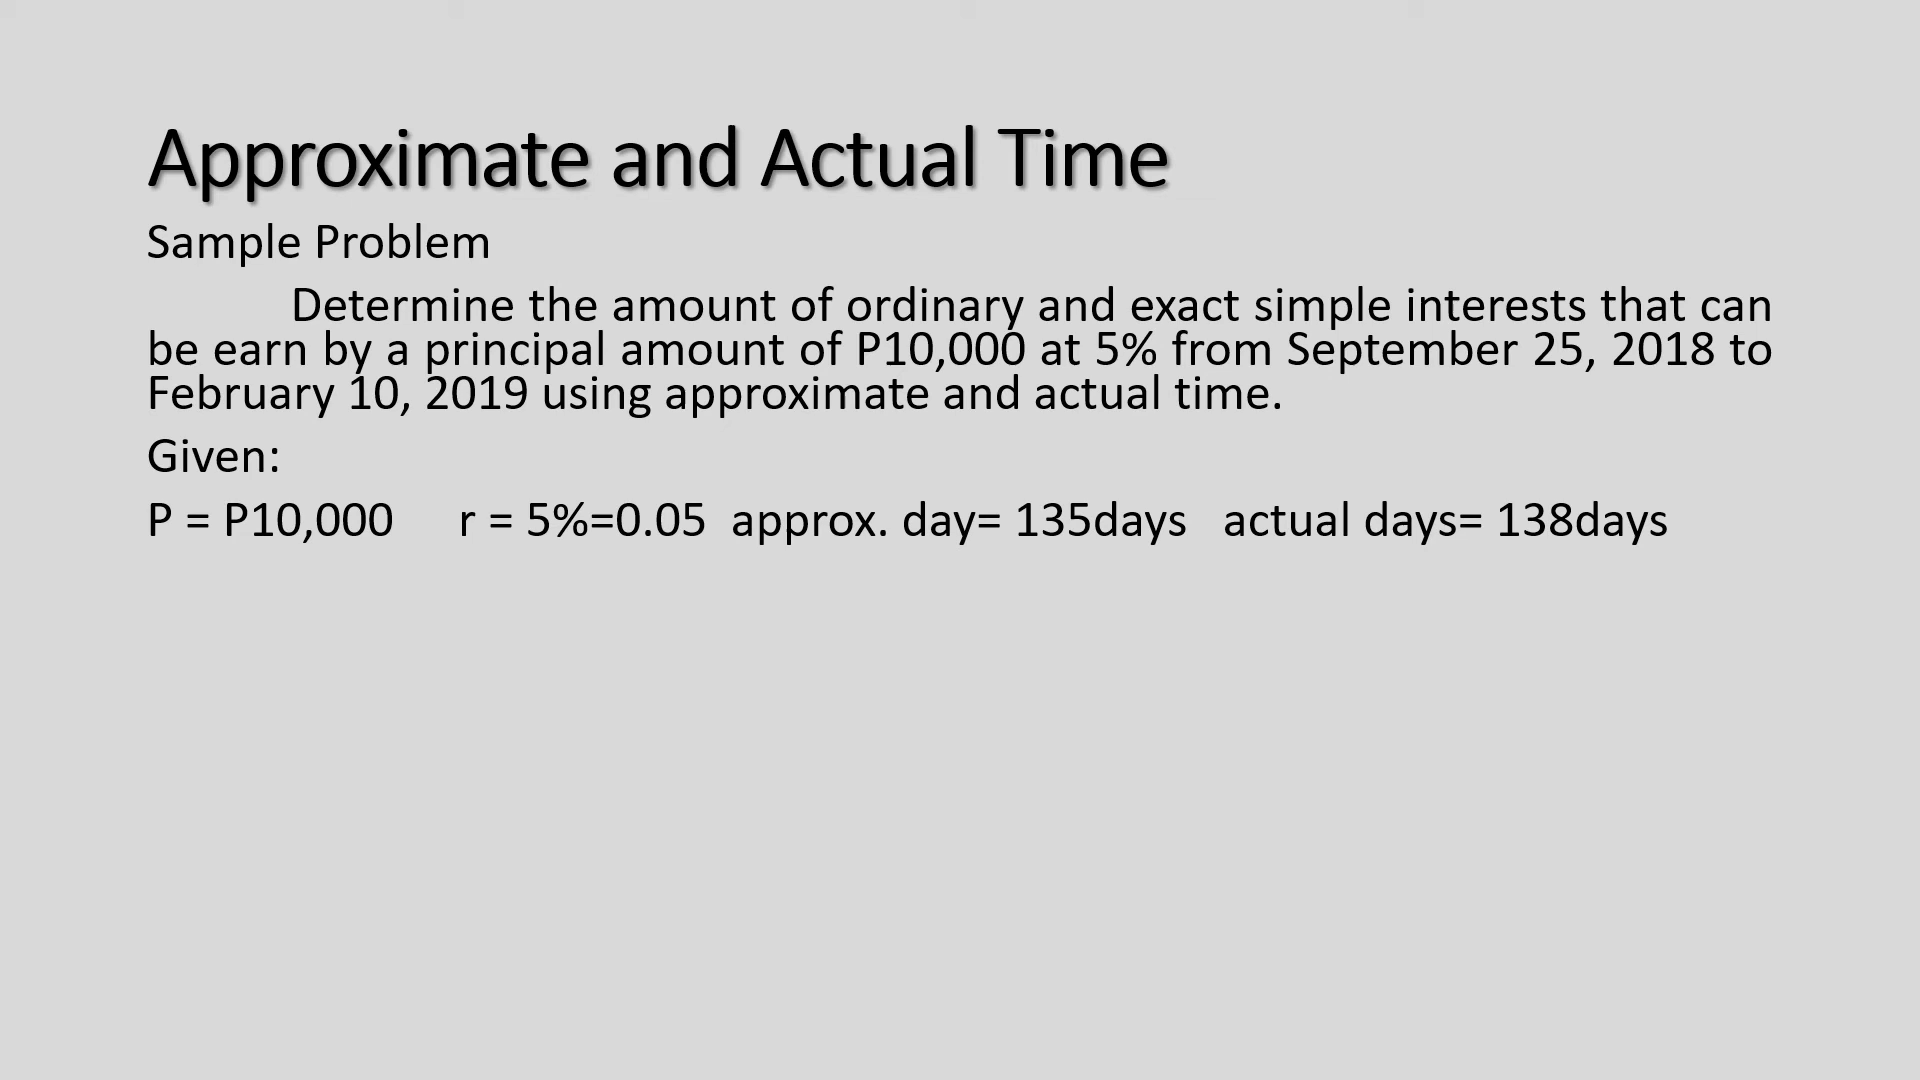 Approximate and Actual Time
Sample Problem
Determine the amount of ordinary and exact simple interests that can
be earn by a principal amount of P10,000 at 5% from September 25, 2018 to
February 10, 2019 using approximate and actual time.
Given:
P = P10,000 r = 5%=0.05 approx. day= 135days actual days= 138days